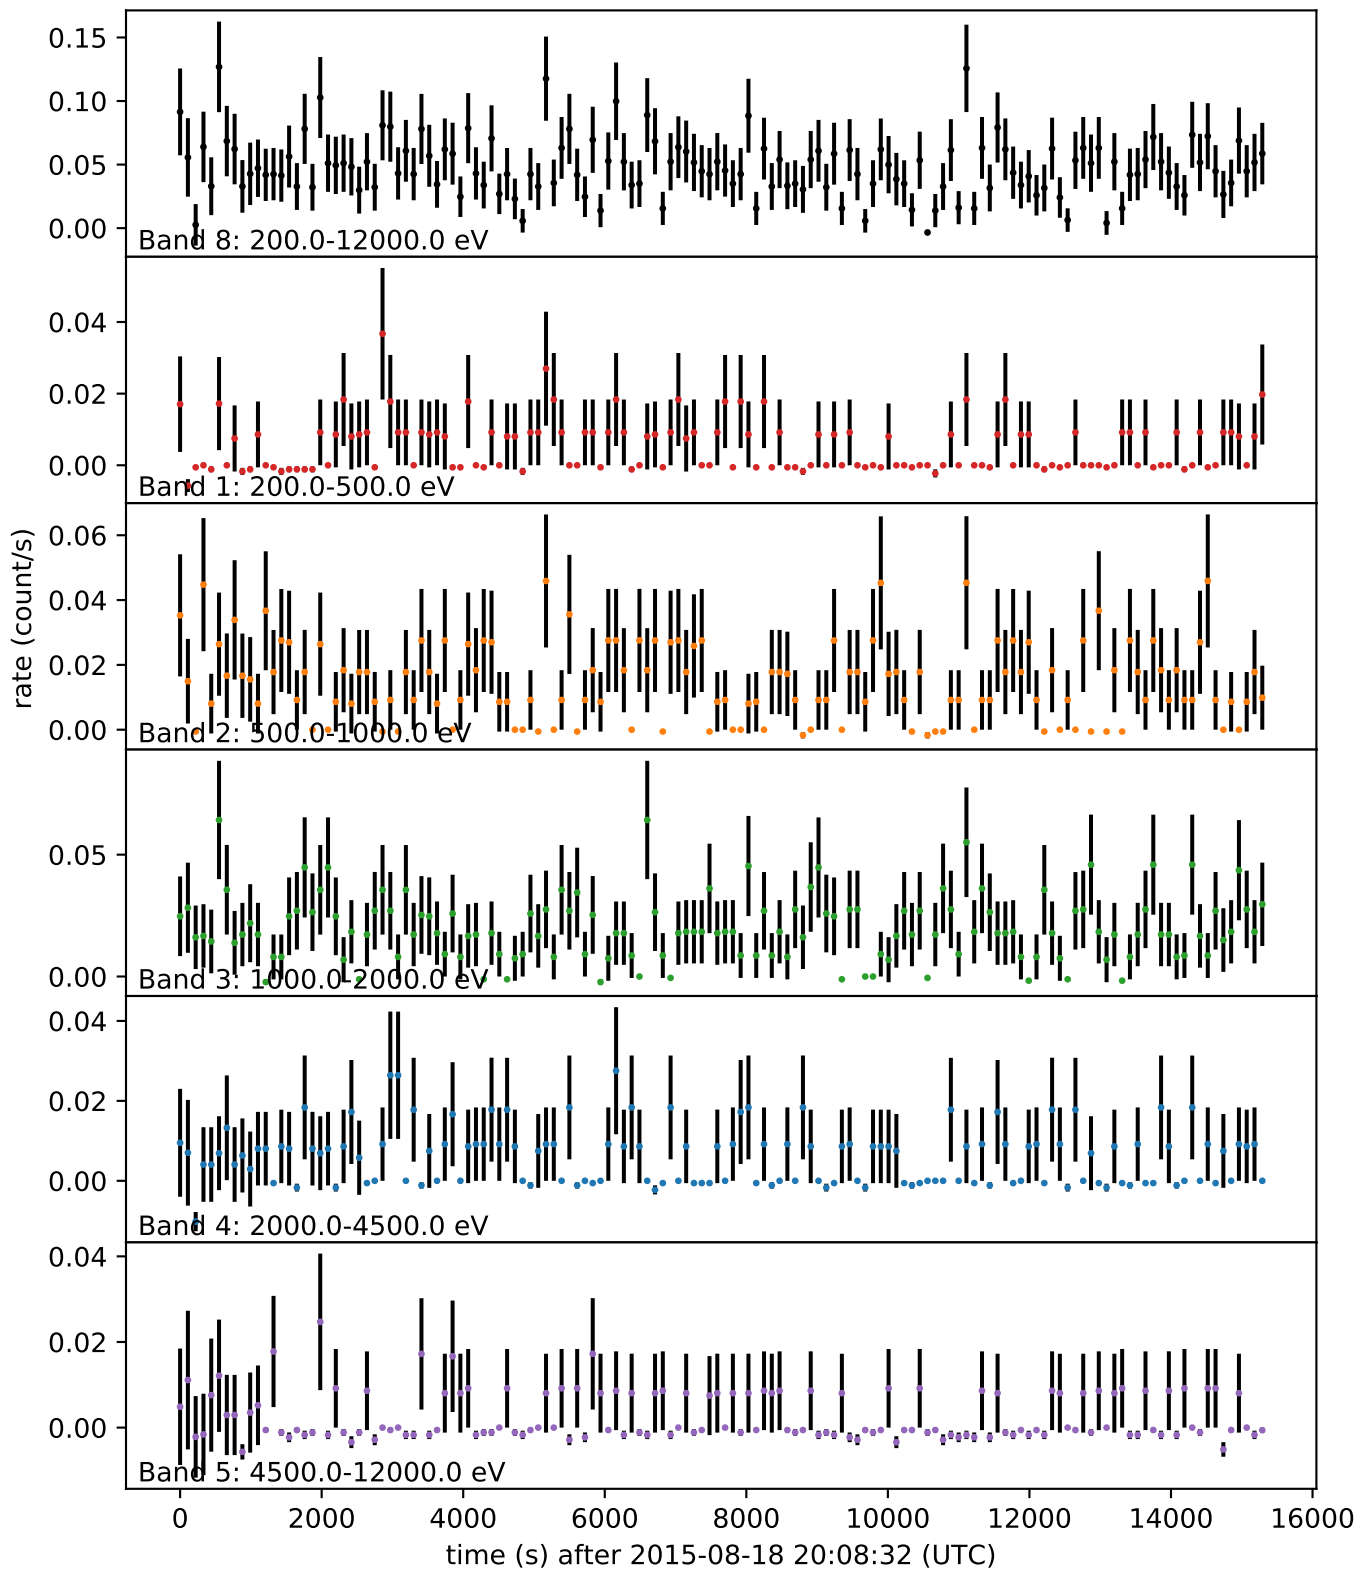 0.15
0.10
0.05
0.00
Band 8: 200.0-12000.0 eV
0.04
0.02
0.00
Band 1: 200.0-500.0 eV
rate (count/s)
0.06
0.04
0.02
0.00
Band 2: 500.0-1000.0 eV
0.05
0.00
Band 3: 1000.0-2000.0 eV
0.04
0.02
0.00
Band 4: 2000.0-4500.0 eV
0.04
0.02
0.00
Band 5: 4500.0-12000.0 eV
0 2000 4000 6000 8000 10000 12000 14000 16000
time (s) after 2015-08-18 20:08:32 (UTC)